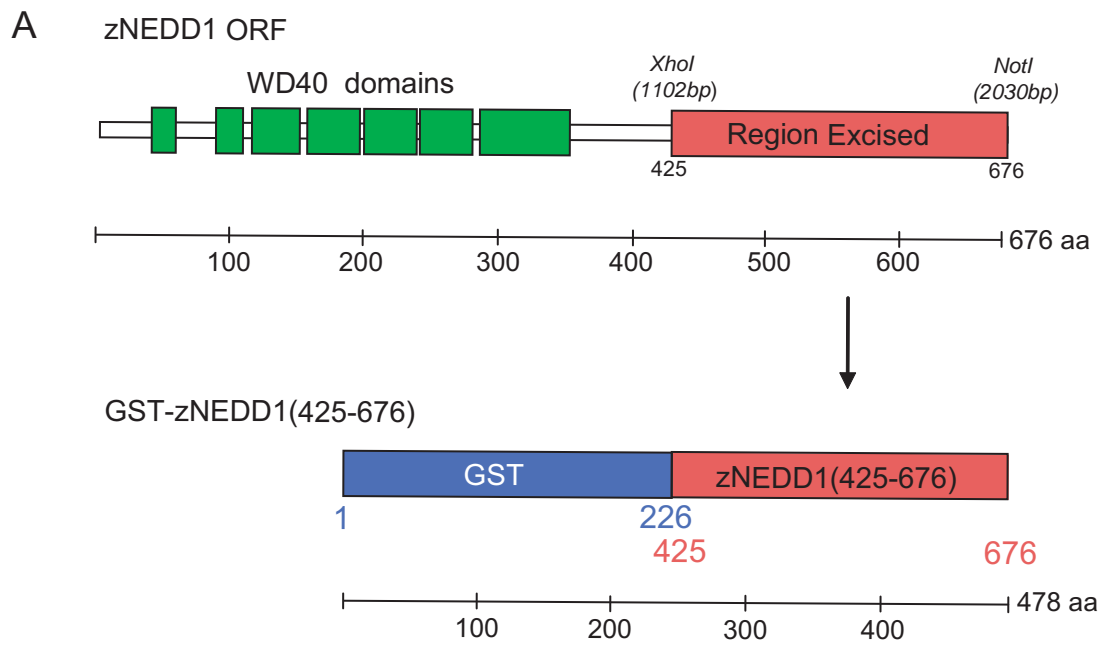 A
zNEDD1 ORF
WD40 domains
XhoI
(1102bp)
NotI
(2030bp)
Region Excised
425
676
100 200 300 400 500 600
676 aa
GST-zNEDD1(425-676)
GST
zNEDD1(425-676)
1
226
425
676
100 200 300 400
478 aa